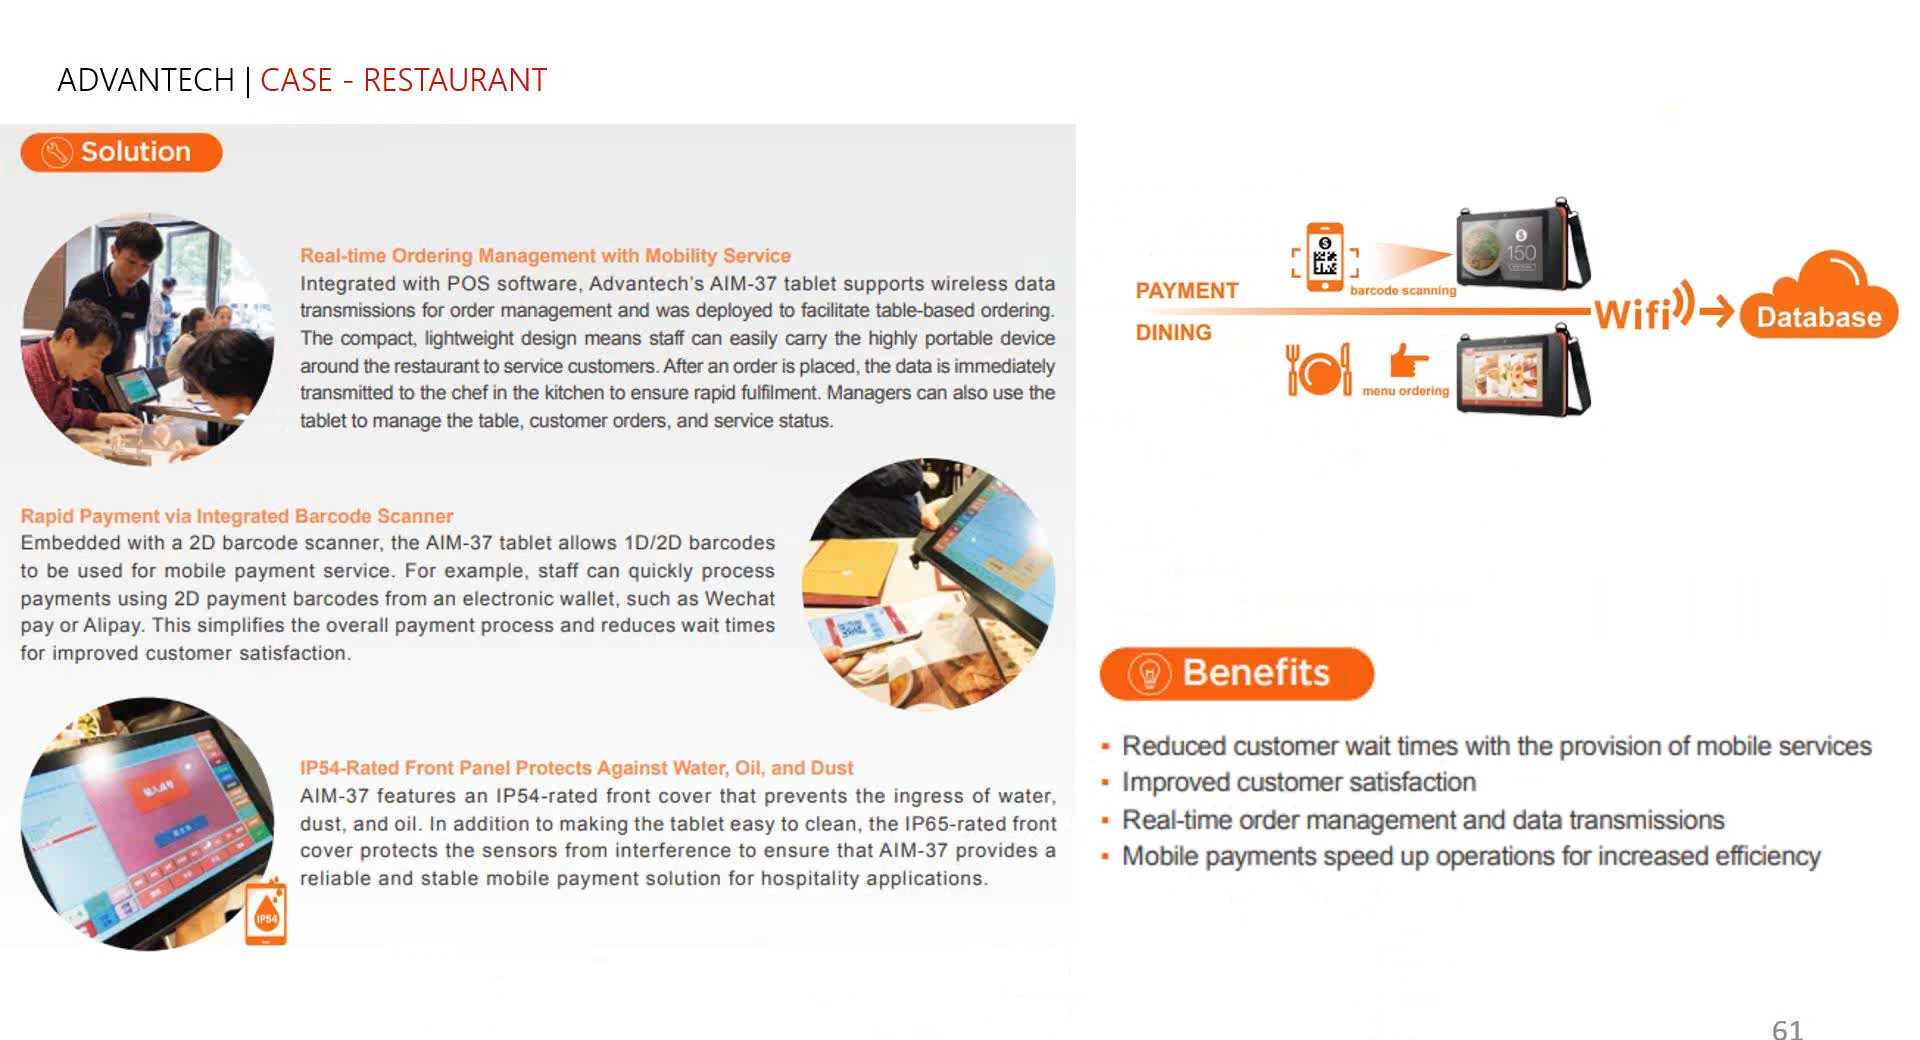 ADVANTECH | CASE - RESTAURANT
Solution
Real-time Ordering Management with Mobility Service
Integrated with POS software, Advantech's AIM-37 tablet supports wireless data
transmissions for order management and was deployed to facilitate table-based ordering.
The compact, lightweight design means staff can easily carry the highly portable device
around the restaurant to service customers. After an order is placed, the data is immediately
transmitted to the chef in the kitchen to ensure rapid fulfilment. Managers can also use the
tablet to manage the table, customer orders, and service status.
Rapid Payment via Integrated Barcode Scanner
Embedded with a 2D barcode scanner, the AIM-37 tablet allows 1D/2D barcodes
to be used for mobile payment service. For example, staff can quickly process
payments using 2D payment barcodes from an electronic wallet, such as Wechat
pay or Alipay. This simplifies the overall payment process and reduces wait times
for improved customer satisfaction.
IP54-Rated Front Panel Protects Against Water, Oil, and Dust
AIM-37 features an IP54-rated front cover that prevents the ingress of water,
dust, and oil. In addition to making the tablet easy to clean, the IP65-rated front
cover protects the sensors from interference to ensure that AIM-37 provides a
reliable and stable mobile payment solution for hospitality applications.
IP54
PAYMENT
barcode scanning
$
$
150
DINING
menu ordering
Wifi
Database
Benefits
▪ Reduced customer wait times with the provision of mobile services
▪ Improved customer satisfaction
▪ Real-time order management and data transmissions
▪ Mobile payments speed up operations for increased efficiency
61